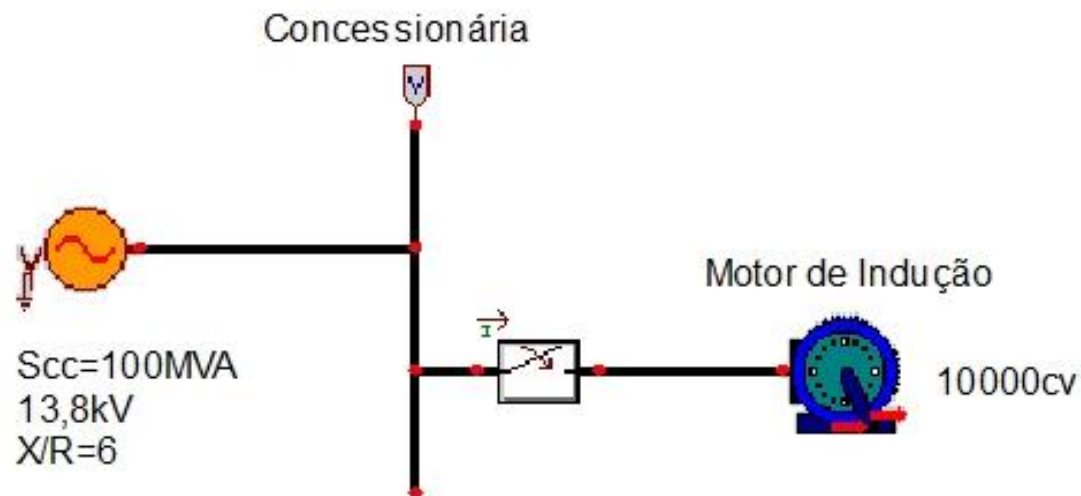 Concessionária
V
Motor de Indução
I
Scc=100MVA
13,8kV
X/R=6
10000cv